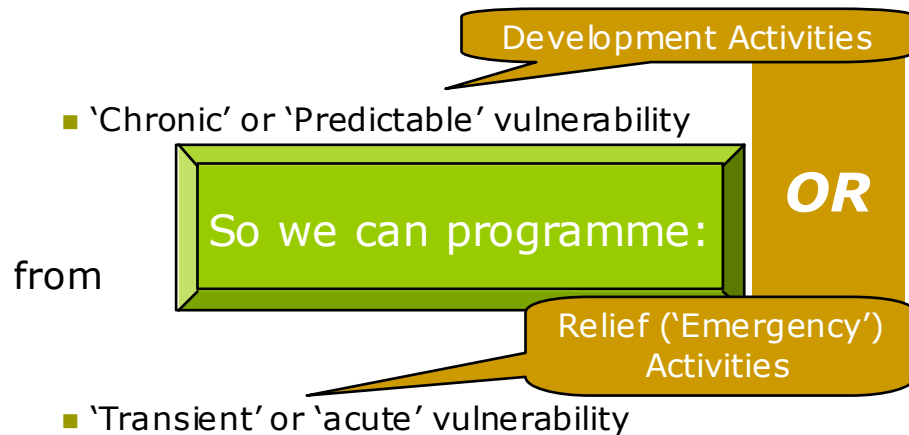 Development Activities
‘Chronic’ or ‘Predictable’ vulnerability
OR
So we can programme:
from
Relief (‘Emergency’)
Activities
‘Transient’ or ‘acute’ vulnerability